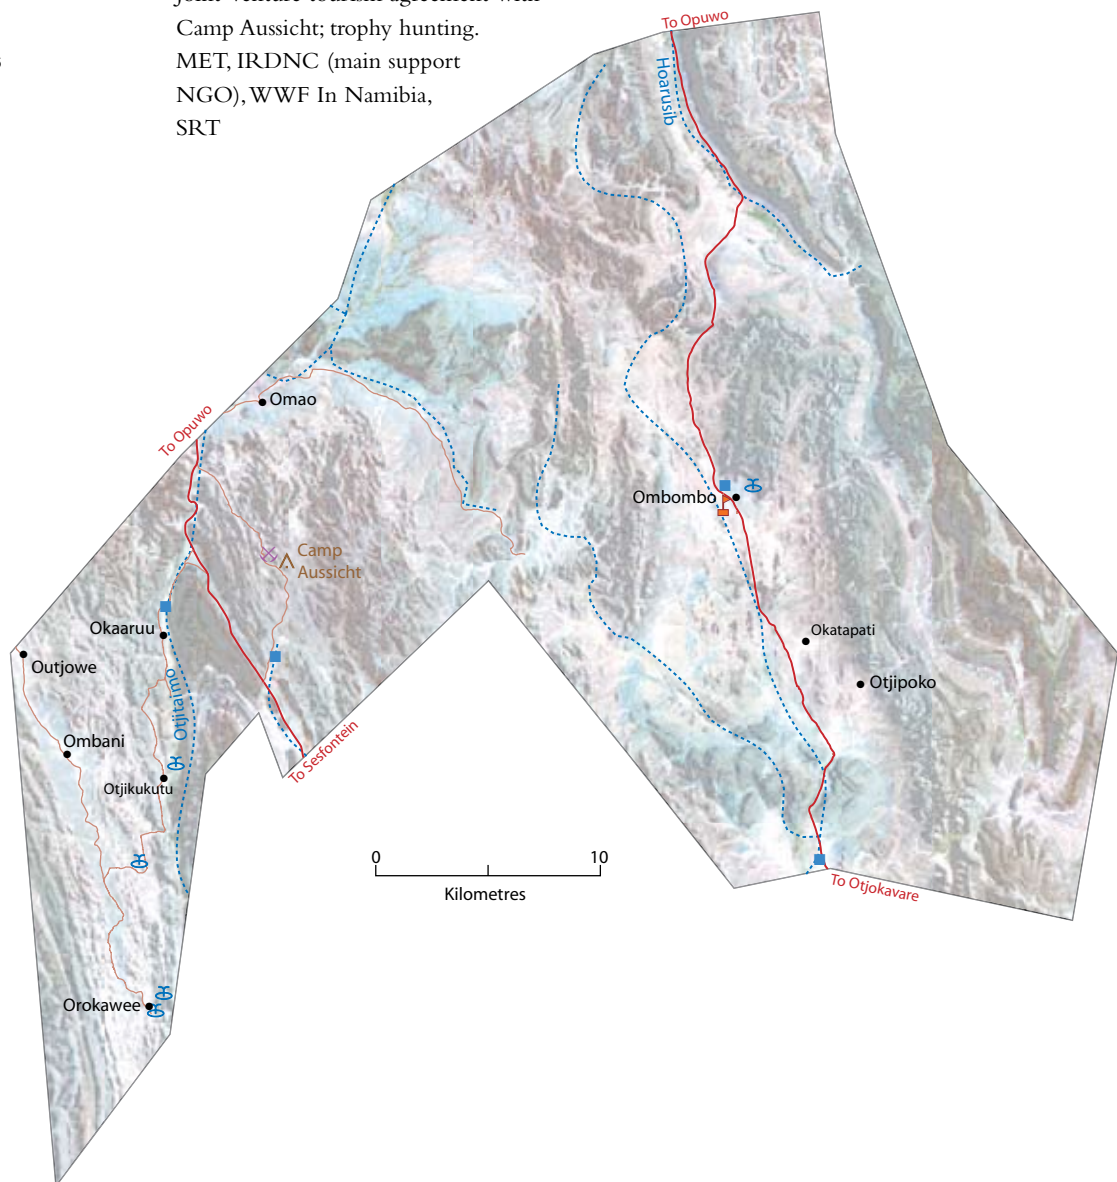 Camp Aussicht; trophy hunting.
MET, IRDNC (main support
NGO), WWF In Namibia,
SRT
To Opuwo
Hoarusib
Omao
To Opuwo
Ombombo
Camp
Aussicht
Okaaruu
Okatapati
Outjowe
Otjipoko
Otjitaimo
Ombani
To Sesfontein
Otjikukutu
0 10
Kilometres
To Otjokavare
Orokawee